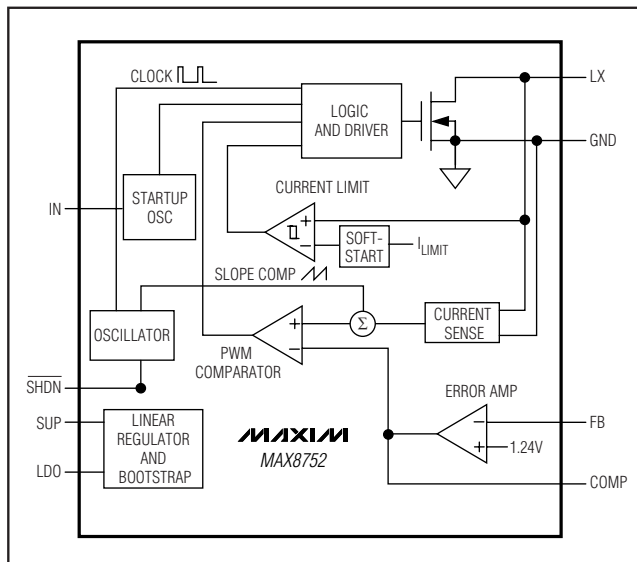 CLOCK
LOGIC
AND DRIVER
LX
GND
IN
STARTUP
OSC
CURRENT LIMIT
+
−
SOFT-
START
ILIMIT
SLOPE COMP
OSCILLATOR
+
−
Σ
CURRENT
SENSE
PWM
COMPARATOR
SHDN
ERROR AMP
SUP
LDO
LINEAR
REGULATOR
AND
BOOTSTRAP
MAXIM
MAX8752
−
+
1.24V
FB
COMP